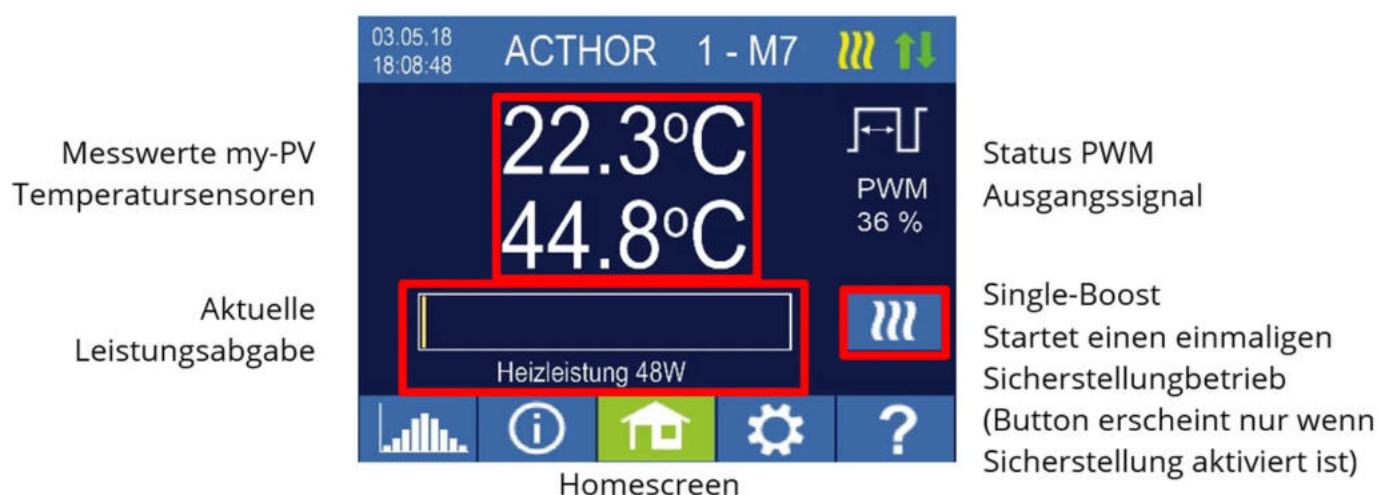 03.05.18
18:08:48
ACTHOR 1 - M7
Messwerte my-PV
Temperatursensoren
22.3°C
44.8°C
PWM
36 %
Status PWM
Ausgangssignal
Aktuelle
Leistungsabgabe
Heizleistung 48W
Single-Boost
Startet einen einmaligen
Sicherstellungbetrieb
(Button erscheint nur wenn
Sicherstellung aktiviert ist)
?
Homescreen